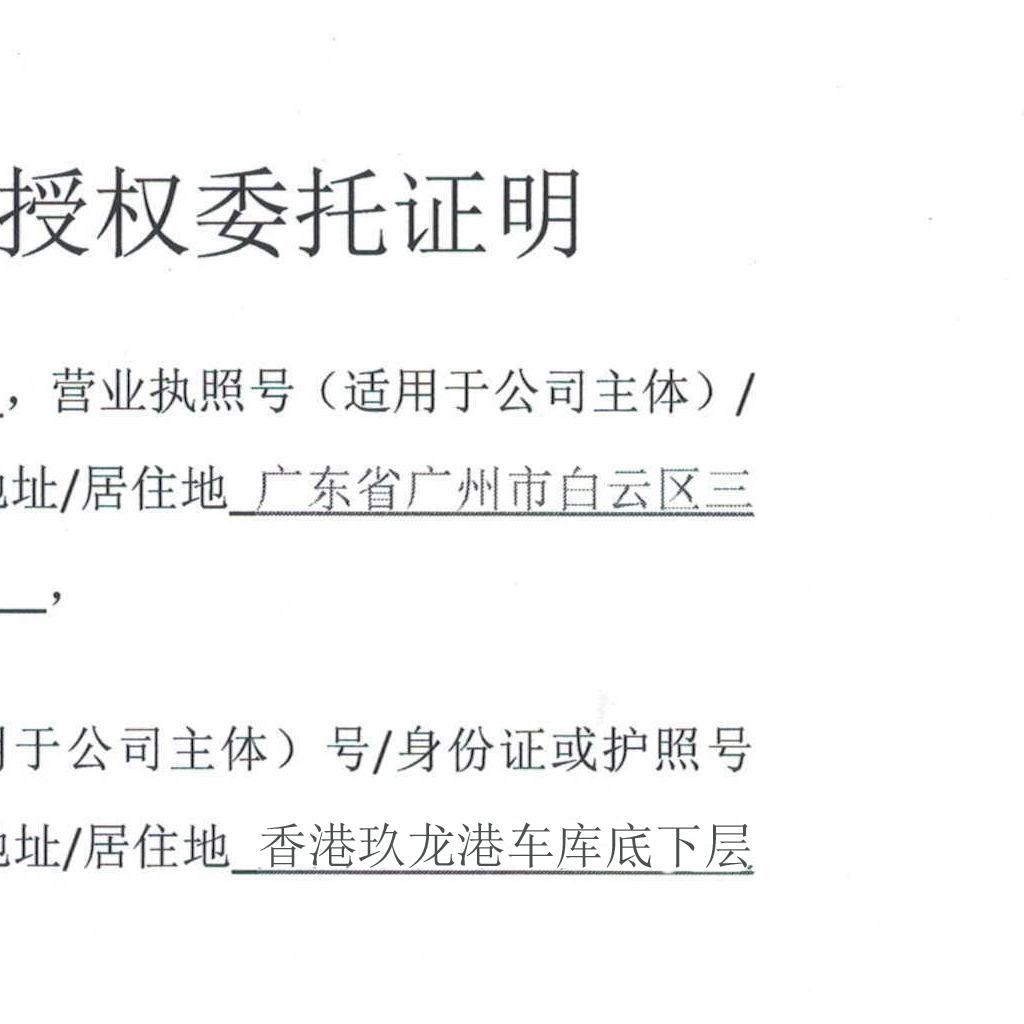 授权委托证明
，营业执照号（适用于公司主体）/
址/居住地 广东省广州市白云区三
，
用于公司主体）号/身份证或护照号
址/居住地 香港玖龙港车库底下层